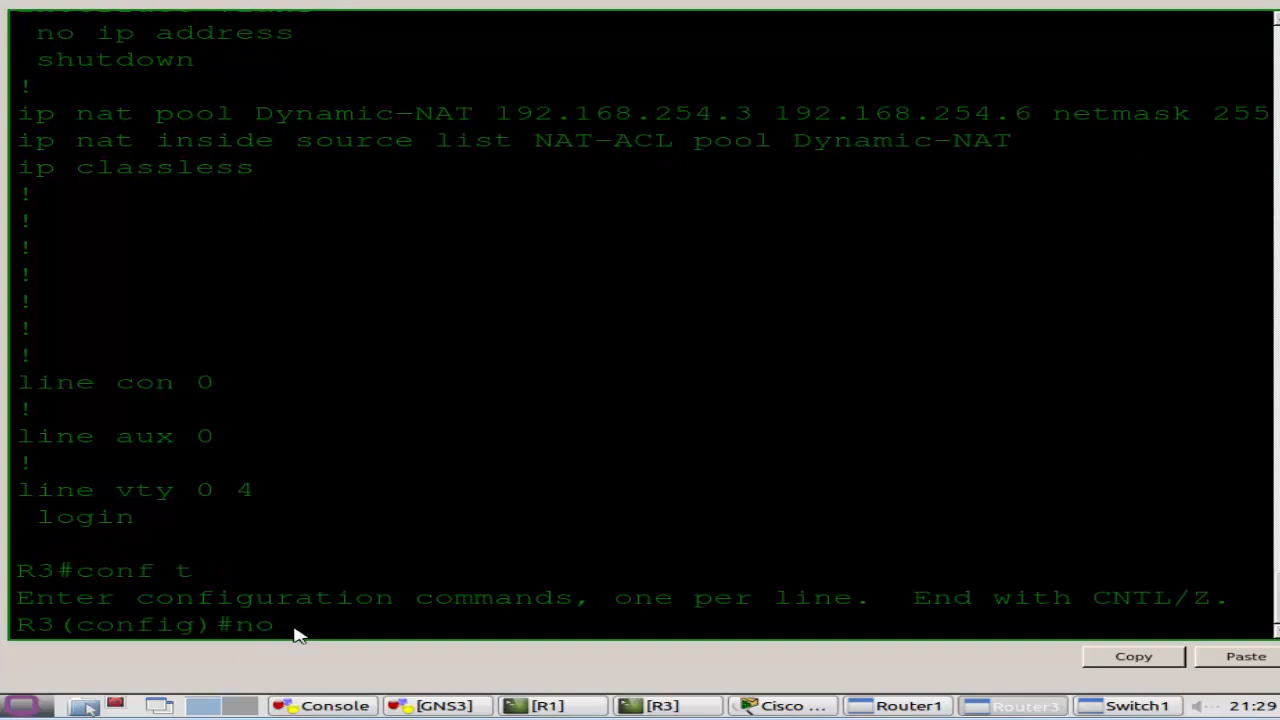 no ip address
shutdown
!
ip nat pool Dynamic-NAT 192.168.254.3 192.168.254.6 netmask 255
ip nat inside source list NAT-ACL pool Dynamic-NAT
ip classless
!
!
!
!
!
!
!
line con 0
!
line aux 0
!
line vty 0 4
login
R3#conf t
Enter configuration commands, one per line. End with CNTL/Z.
R3(config)#no
Copy Paste
Console [GNS3] [R1] [R3] Cisco ... Router1 Router3 Switch1 21:29